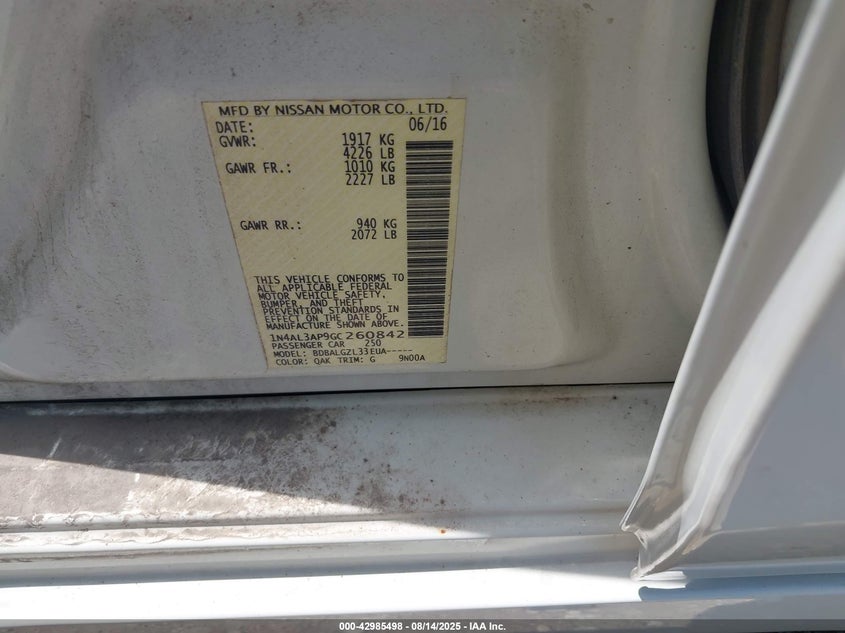 MFD BY NISSAN MOTOR CO., LTD.
DATE: 06/16
GVWR: 1917 KG
4226 LB
GAWR FR.: 1010 KG
2227 LB
GAWR RR.: 940 KG
2072 LB
THIS VEHICLE CONFORMS TO
ALL APPLICABLE FEDERAL
MOTOR VEHICLE SAFETY,
BUMPER, AND THEFT
PREVENTION STANDARDS IN
EFFECT ON THE DATE OF
MANUFACTURE SHOWN ABOVE.
1N4AL3AP9GC260842
PASSENGER CAR 250
MODEL: BDBALGZL33EUA-----
COLOR: QAK TRIM: G 9N00A
000-42985498 - 08/14/2025 - IAA Inc.